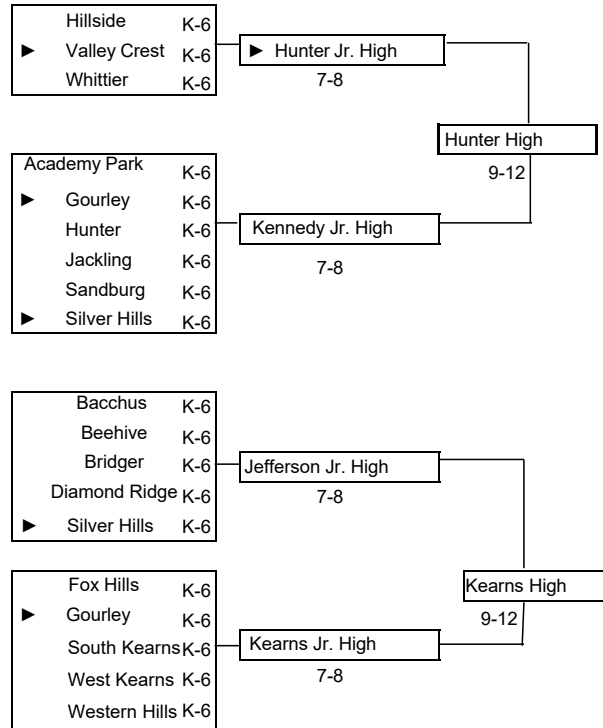 Hillside K-6
► Valley Crest K-6
Whittier K-6
► Hunter Jr. High
7-8
Hunter High
9-12
Academy Park K-6
► Gourley K-6
Hunter K-6
Jackling K-6
Sandburg K-6
► Silver Hills K-6
Kennedy Jr. High
7-8
Bacchus K-6
Beehive K-6
Bridger K-6
Diamond Ridge K-6
► Silver Hills K-6
Jefferson Jr. High
7-8
Kearns High
9-12
Fox Hills K-6
► Gourley K-6
South Kearns K-6
West Kearns K-6
Western Hills K-6
Kearns Jr. High
7-8